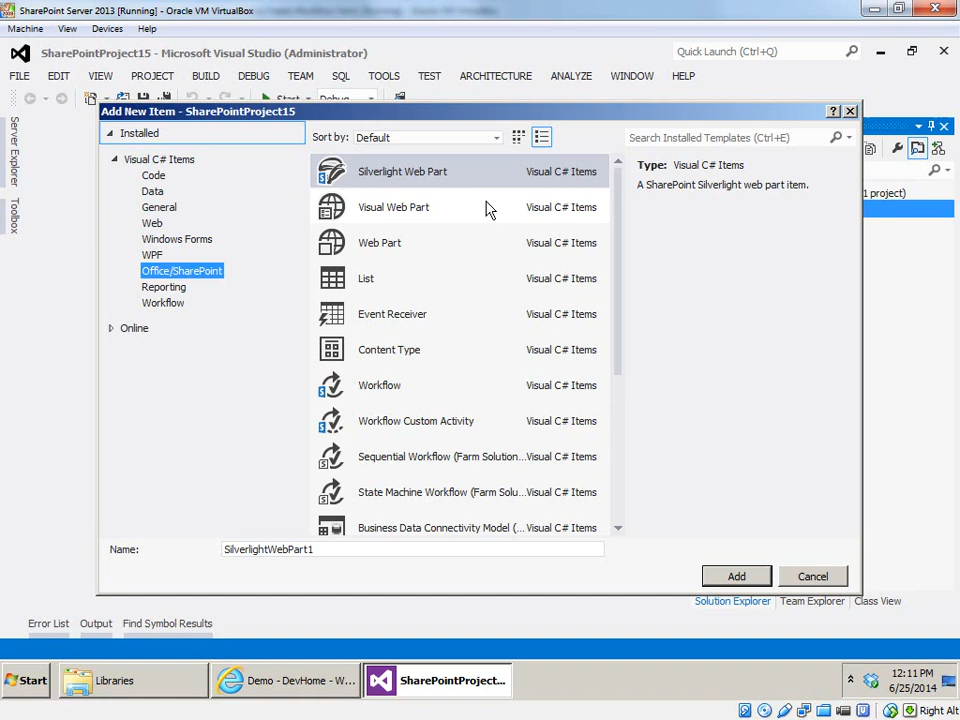 SharePoint Server 2013 [Running] - Oracle VM VirtualBox
Machine View Devices Help
SharePointProject15 - Microsoft Visual Studio (Administrator)
Quick Launch (Ctrl+Q)
FILE EDIT VIEW PROJECT BUILD DEBUG TEAM SQL TOOLS TEST ARCHITECTURE ANALYZE WINDOW HELP
Start Debug
Add New Item - SharePointProject15
Installed
Sort by: Default
Search Installed Templates (Ctrl+E)
Server Explorer
Toolbox
Visual C# Items
Code
Data
General
Web
Windows Forms
WPF
Office/SharePoint
Reporting
Workflow
Online
Silverlight Web Part Visual C# Items
Visual Web Part Visual C# Items
Web Part Visual C# Items
List Visual C# Items
Event Receiver Visual C# Items
Content Type Visual C# Items
Workflow Visual C# Items
Workflow Custom Activity Visual C# Items
Sequential Workflow (Farm Solution... Visual C# Items
State Machine Workflow (Farm Solu... Visual C# Items
Business Data Connectivity Model (... Visual C# Items
Type: Visual C# Items
A SharePoint Silverlight web part item.
1 project)
Name: SilverlightWebPart1
Add Cancel
Solution Explorer Team Explorer Class View
Error List Output Find Symbol Results
Start Libraries Demo - DevHome - W... SharePointProject...
12:11 PM
6/25/2014
Right Alt